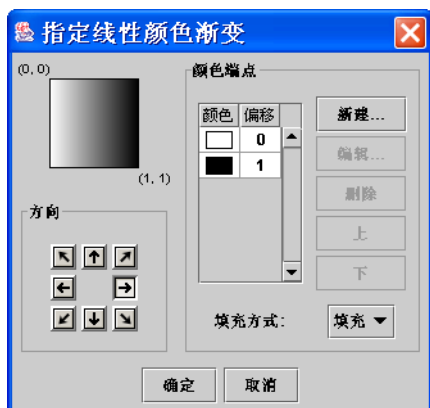 指定线性颜色渐变
(0, 0)
(1, 1)
方向
颜色端点
颜色 偏移
0
1
新建...
编辑...
删除
上
下
填充方式:
填充
确定
取消